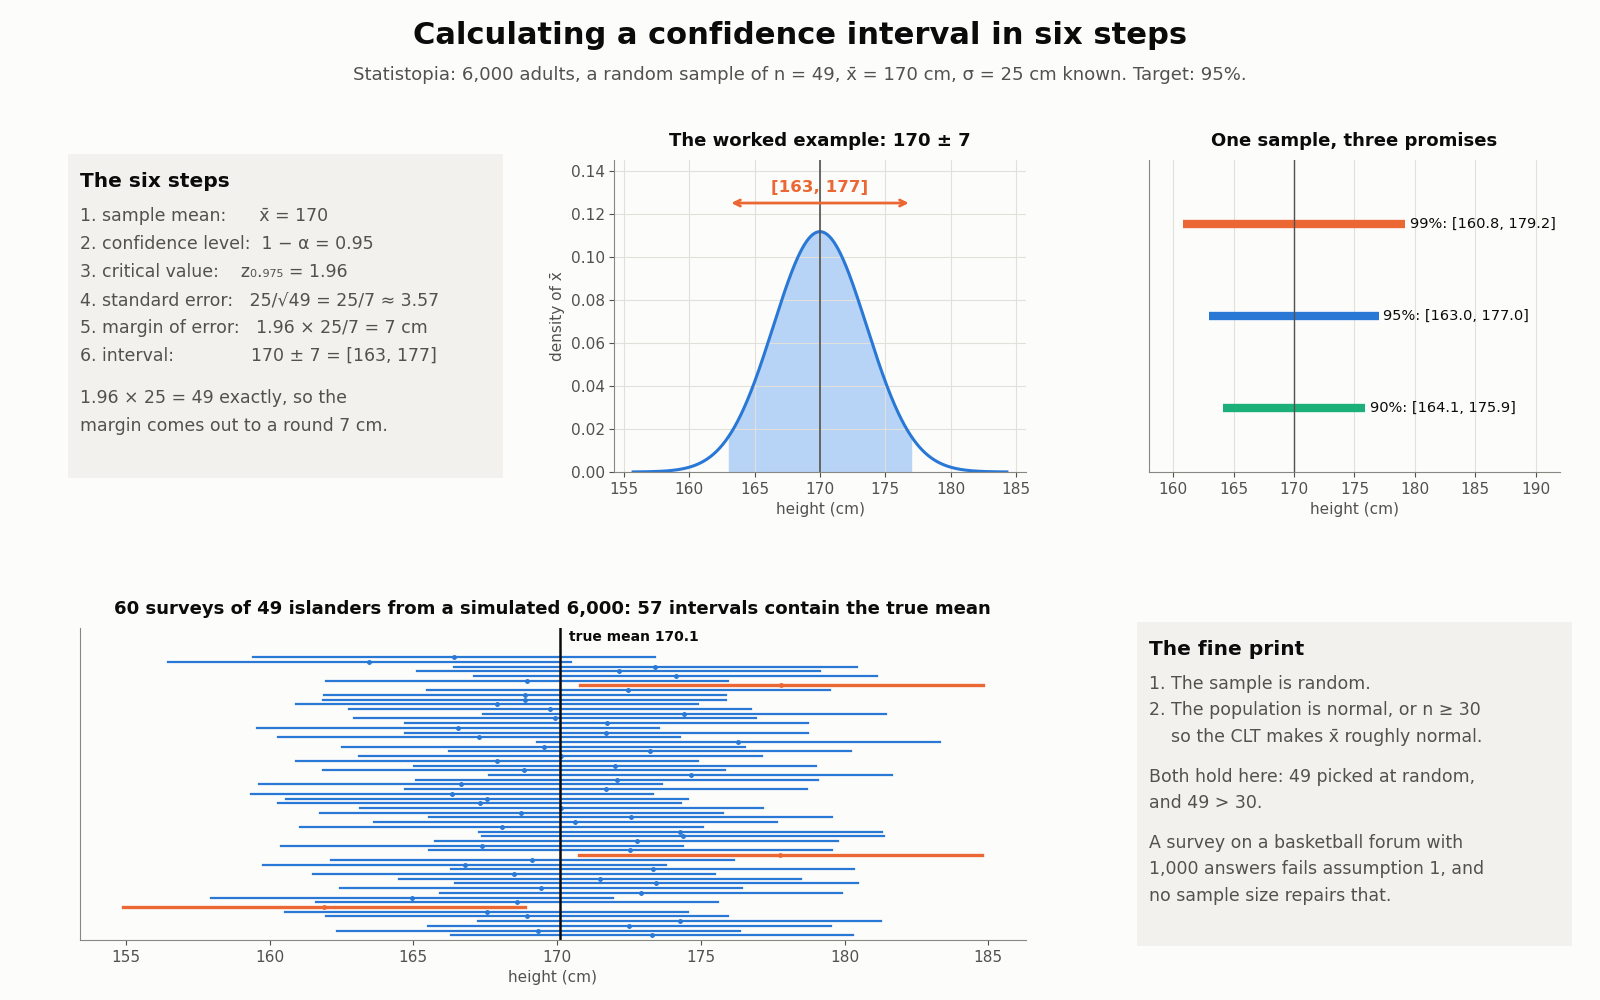 Calculating a confidence interval in six steps
Statistopia: 6,000 adults, a random sample of n = 49, x̄ = 170 cm, σ = 25 cm known. Target: 95%.
The six steps
1. sample mean: x̄ = 170
2. confidence level: 1 − α = 0.95
3. critical value: z₀.₉₇₅ = 1.96
4. standard error: 25/√49 = 25/7 ≈ 3.57
5. margin of error: 1.96 × 25/7 = 7 cm
6. interval: 170 ± 7 = [163, 177]
1.96 × 25 = 49 exactly, so the
margin comes out to a round 7 cm.
The worked example: 170 ± 7
[163, 177]
density of x̄
0.14
0.12
0.10
0.08
0.06
0.04
0.02
0.00
155 160 165 170 175 180 185
height (cm)
One sample, three promises
99%: [160.8, 179.2]
95%: [163.0, 177.0]
90%: [164.1, 175.9]
160 165 170 175 180 185 190
height (cm)
60 surveys of 49 islanders from a simulated 6,000: 57 intervals contain the true mean
true mean 170.1
155 160 165 170 175 180 185
height (cm)
The fine print
1. The sample is random.
2. The population is normal, or n ≥ 30
so the CLT makes x̄ roughly normal.
Both hold here: 49 picked at random,
and 49 > 30.
A survey on a basketball forum with
1,000 answers fails assumption 1, and
no sample size repairs that.